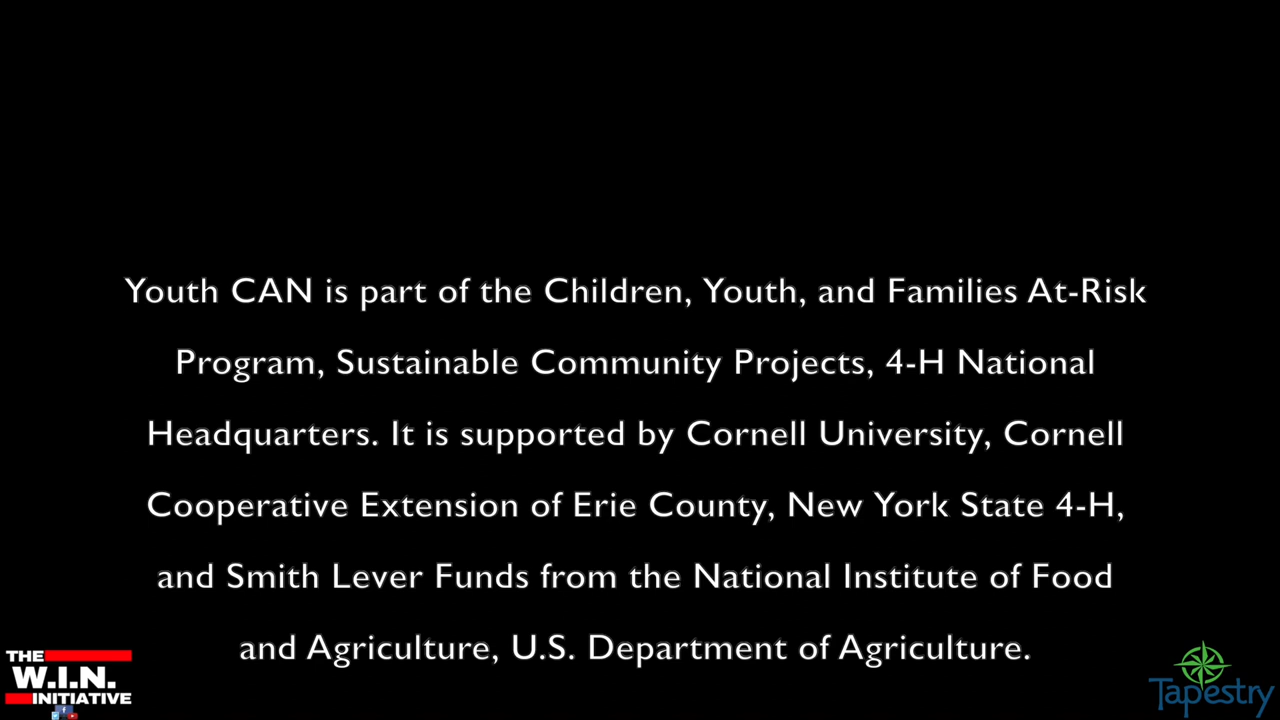 Youth CAN is part of the Children, Youth, and Families At-Risk
Program, Sustainable Community Projects, 4-H National
Headquarters. It is supported by Cornell University, Cornell
Cooperative Extension of Erie County, New York State 4-H,
and Smith Lever Funds from the National Institute of Food
and Agriculture, U.S. Department of Agriculture.
THE
W.I.N.
INITIATIVE
Tapestry